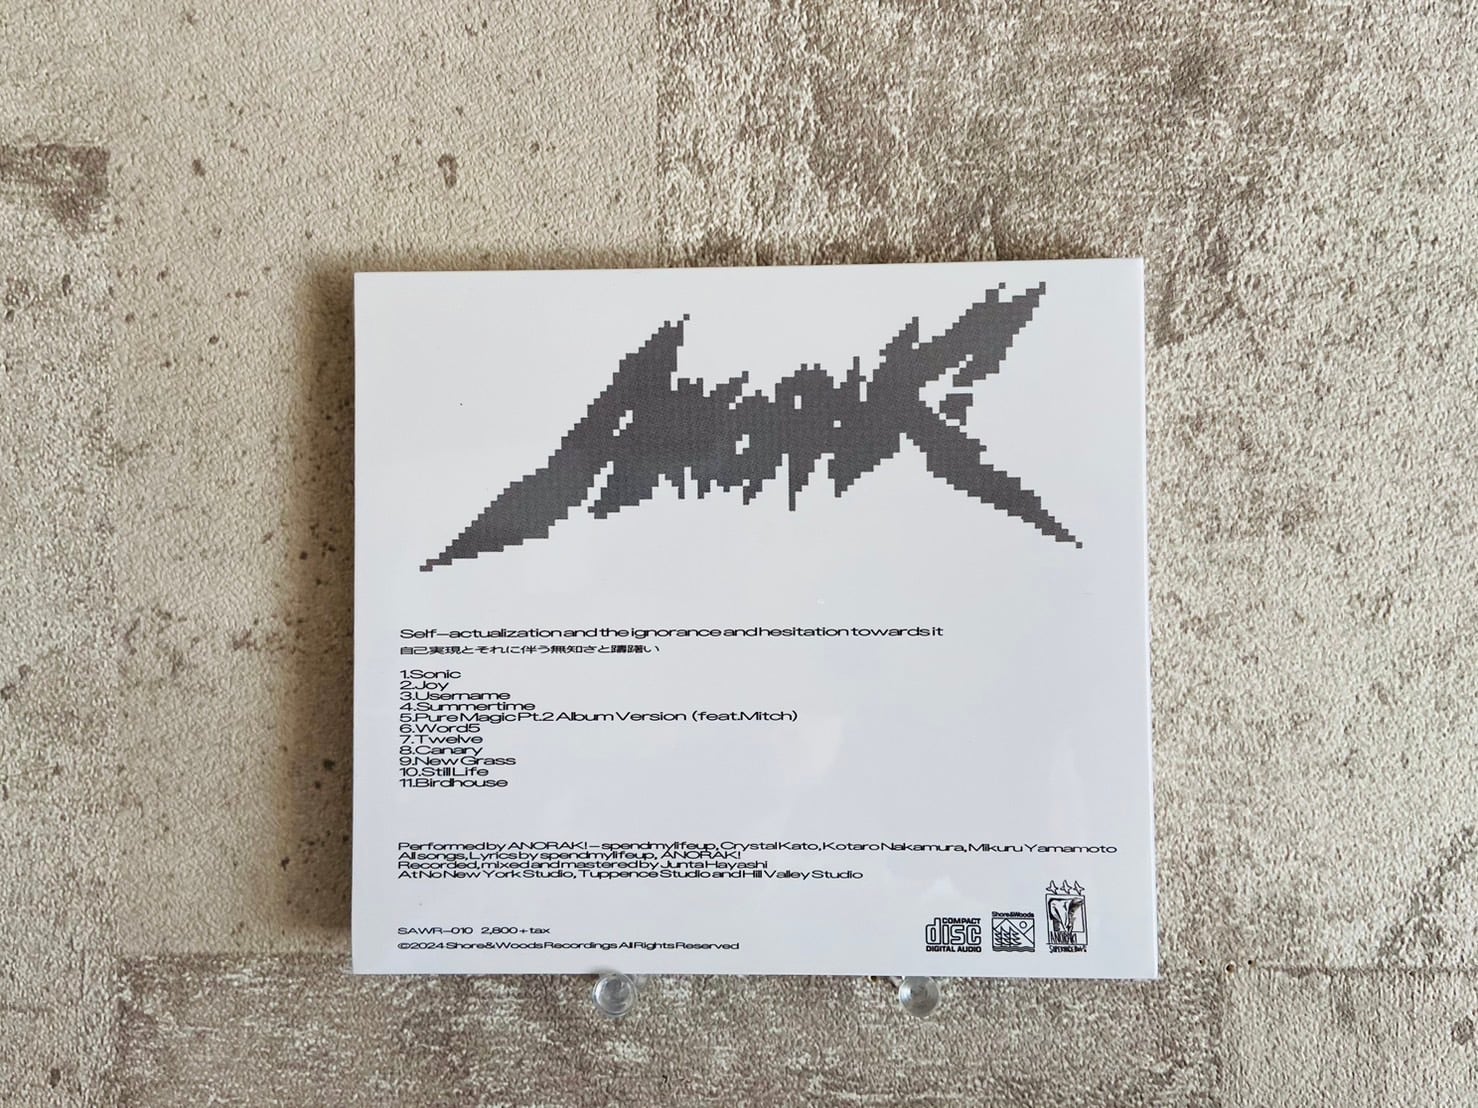 ANORAK
Self-actualization and the ignorance and hesitation towards it
自己実現とそれに伴う無知さと躊躇い
1.Sonic
2.Joy
3.Username
4.Summertime
5.Pure Magic Pt.2 Album Version (feat.Mitch)
6.Word5
7.Twelve
8.Canary
9.New Grass
10.Still Life
11.Birdhouse
Performed by ANORAK! - spendmylifeup, Crystal Kato, Kotaro Nakamura, Mikuru Yamamoto
All songs, Lyrics by spendmylifeup, ANORAK!
Recorded, mixed and mastered by Junta Hayashi
At No New York Studio, Tuppence Studio and Hill Valley Studio
SAWR-010 2,800+tax
©2024 Shore&Woods Recordings All Rights Reserved
COMPACT
disc
DIGITAL AUDIO
Shore&Woods
ANORAK!